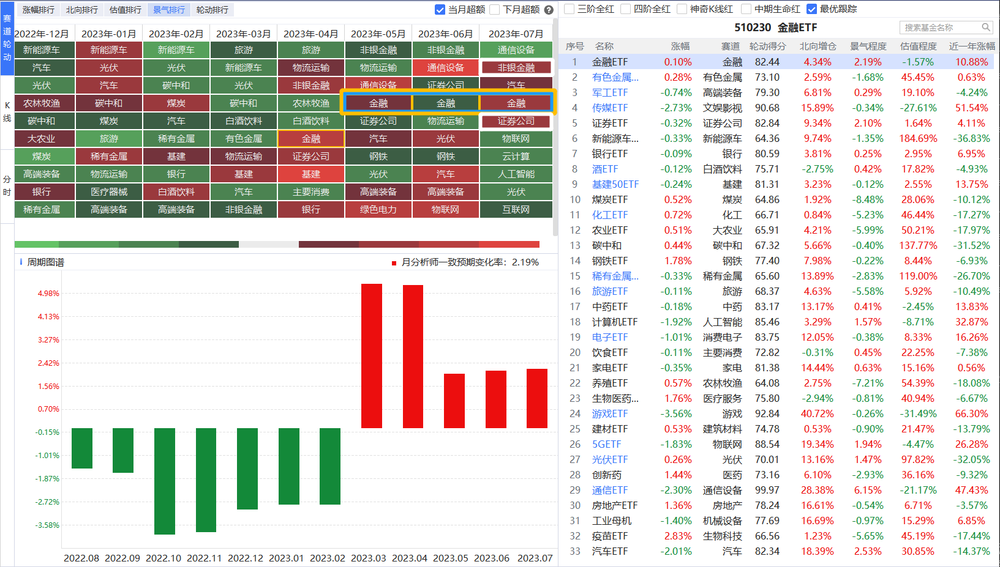 赛道轮动
K线
分时
涨幅排行 北向排行 估值排行 景气排行 轮动排行 当月超额 下月超额 ?
2022年-12月 2023年-01月 2023年-02月 2023年-03月 2023年-04月 2023年-05月 2023年-06月 2023年-07月
新能源车 新能源车 新能源车 旅游 旅游 非银金融 非银金融 通信设备
汽车 光伏 光伏 新能源车 物流运输 物流运输 通信设备 非银金融
光伏 汽车 碳中和 光伏 非银金融 通信设备 证券公司 汽车
农林牧渔 碳中和 煤炭 碳中和 农林牧渔 金融 金融 金融
碳中和 煤炭 汽车 白酒饮料 白酒饮料 证券公司 物流运输 证券公司
大农业 旅游 稀有金属 有色金属 金融 汽车 光伏 物联网
煤炭 稀有金属 基建 物流运输 证券公司 钢铁 钢铁 云计算
高端装备 物流运输 银行 基建 基建 光伏 汽车 人工智能
银行 医疗器械 白酒饮料 汽车 主要消费 高端装备 高端装备 光伏
稀有金属 高端装备 高端装备 非银金融 银行 绿色电力 物联网 互联网
周期图谱 月分析师一致预期变化率：2.19%
4.98%
4.13%
3.27%
2.42%
1.56%
0.70%
-0.15%
-1.01%
-1.87%
-2.72%
-3.58%
2022.08 2022.09 2022.10 2022.11 2022.12 2023.01 2023.02 2023.03 2023.04 2023.05 2023.06 2023.07
三阶全红 四阶全红 神奇K线红 中期生命红 最优跟踪
510230 金融ETF 搜索基金名称
序号 名称 涨幅 赛道 轮动得分 北向增仓 景气程度 估值程度 近一年涨幅
1 金融ETF 0.10% 金融 82.44 4.34% 2.19% -1.57% 10.88%
2 有色金属... 0.28% 有色金属 73.10 2.59% -1.68% 45.45% 0.63%
3 军工ETF -0.74% 高端装备 79.30 6.81% 0.29% 19.10% -4.24%
4 传媒ETF -2.73% 文娱影视 90.68 15.89% -0.34% -27.61% 51.54%
5 证券ETF -0.32% 证券公司 82.84 9.34% 2.10% 1.64% 4.11%
6 新能源车... -0.33% 新能源车 64.36 9.74% -1.35% 184.69% -36.83%
7 银行ETF -0.09% 银行 80.59 3.81% 0.25% 2.95% 6.95%
8 酒ETF -0.12% 白酒饮料 75.71 -2.75% 0.42% 17.82% -4.93%
9 基建50ETF -0.24% 基建 81.31 3.23% -0.12% 2.55% 13.75%
10 煤炭ETF 0.52% 煤炭 64.86 1.92% -8.48% 28.06% -10.12%
11 化工ETF 0.72% 化工 66.71 0.84% -5.23% 46.44% -17.27%
12 农业ETF 0.51% 大农业 65.91 4.21% -5.99% 50.21% -17.97%
13 碳中和 0.44% 碳中和 67.32 5.66% -0.40% 137.77% -31.52%
14 钢铁ETF 1.78% 钢铁 77.40 7.98% -0.22% 8.44% -6.93%
15 稀有金属... -0.33% 稀有金属 65.60 13.89% -2.83% 119.00% -26.70%
16 旅游ETF -0.11% 旅游 68.37 4.63% -5.58% 5.92% -10.49%
17 中药ETF -0.18% 中药 83.17 13.17% 0.41% -2.45% 13.83%
18 计算机ETF -1.92% 人工智能 85.46 3.29% 1.57% -8.71% 32.87%
19 电子ETF -1.01% 消费电子 83.75 12.05% -0.38% 8.33% 16.26%
20 饮食ETF -0.11% 主要消费 72.82 -0.31% 0.45% 22.25% -7.38%
21 家电ETF -0.35% 家电 81.38 14.44% 0.63% 15.16% 0.56%
22 养殖ETF 0.57% 农林牧渔 64.08 2.75% -7.21% 54.39% -18.08%
23 生物医药... 1.76% 医疗服务 75.80 -2.94% -0.81% 40.94% -6.67%
24 游戏ETF -3.56% 游戏 92.84 40.72% -0.26% -31.49% 66.30%
25 建材ETF 0.53% 建筑材料 74.78 0.53% -0.90% 21.47% -13.79%
26 5GETF -1.83% 物联网 88.54 19.34% 1.94% -4.47% 26.28%
27 光伏ETF 0.26% 光伏 70.01 13.16% 1.47% 97.82% -32.05%
28 创新药 1.44% 医药 73.16 6.10% -2.93% 36.16% -9.32%
29 通信ETF -2.30% 通信设备 99.97 28.38% 6.15% -21.17% 47.43%
30 房地产ETF 1.36% 房地产 78.24 16.61% -0.54% 6.71% -3.57%
31 工业母机 -1.40% 机械设备 77.69 16.69% -0.97% 15.29% 6.85%
32 疫苗ETF 2.83% 生物科技 66.56 1.23% -5.65% 45.19% -17.44%
33 汽车ETF -2.01% 汽车 82.34 18.39% 2.53% 30.85% -14.37%